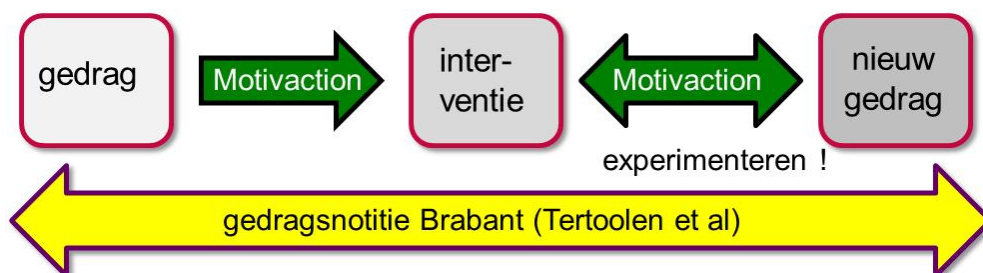 gedrag
Motivaction
inter-
ventie
Motivaction
nieuw
gedrag
experimenteren !
gedragsnotitie Brabant (Tertoolen et al)